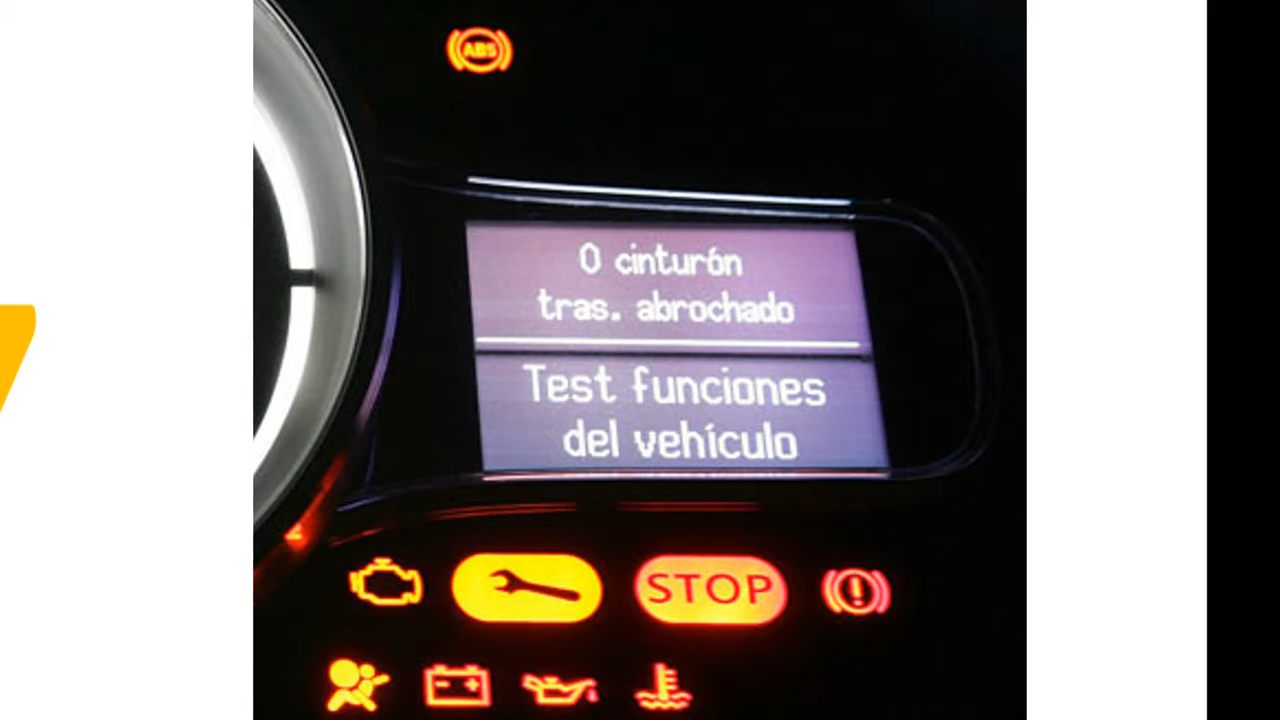 ABS
0 cinturón
tras. abrochado
Test funciones
del vehículo
STOP